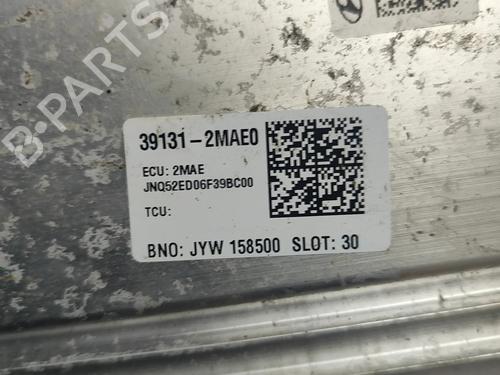 39131-2MAE0
ECU: 2MAE
JNQ52ED06F39BC00
TCU:
BNO: JYW 158500 SLOT: 30
B-PARTS